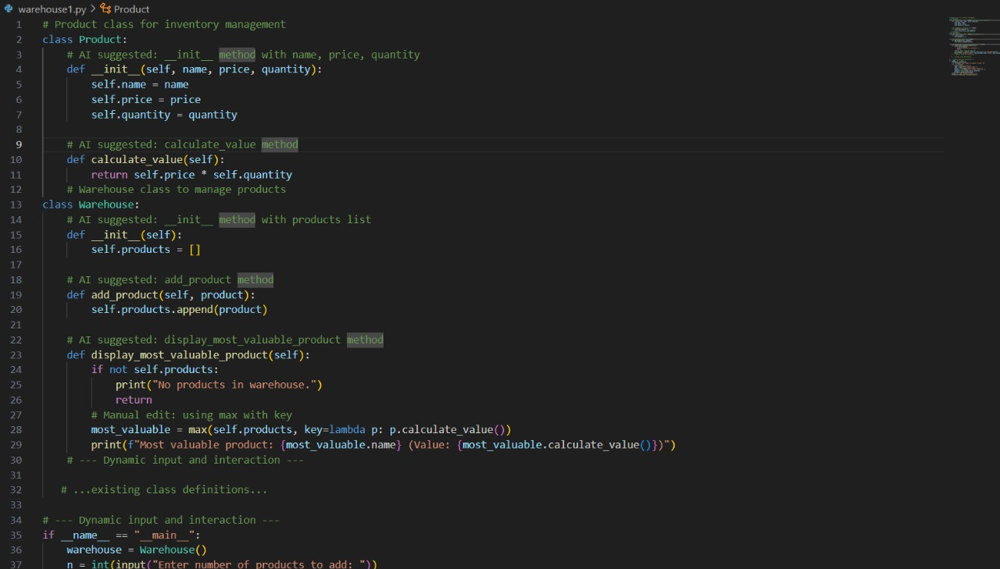 warehouse1.py > Product
1 # Product class for inventory management
2 class Product:
3     # AI suggested: __init__ method with name, price, quantity
4     def __init__(self, name, price, quantity):
5         self.name = name
6         self.price = price
7         self.quantity = quantity
8
9     # AI suggested: calculate_value method
10     def calculate_value(self):
11         return self.price * self.quantity
12     # Warehouse class to manage products
13 class Warehouse:
14     # AI suggested: __init__ method with products list
15     def __init__(self):
16         self.products = []
17
18     # AI suggested: add_product method
19     def add_product(self, product):
20         self.products.append(product)
21
22     # AI suggested: display_most_valuable_product method
23     def display_most_valuable_product(self):
24         if not self.products:
25             print("No products in warehouse.")
26             return
27         # Manual edit: using max with key
28         most_valuable = max(self.products, key=lambda p: p.calculate_value())
29         print(f"Most valuable product: {most_valuable.name} (Value: {most_valuable.calculate_value()})")
30     # --- Dynamic input and interaction ---
31
32    # ...existing class definitions...
33
34 # --- Dynamic input and interaction ---
35 if __name__ == "__main__":
36     warehouse = Warehouse()
37     n = int(input("Enter number of products to add: "))